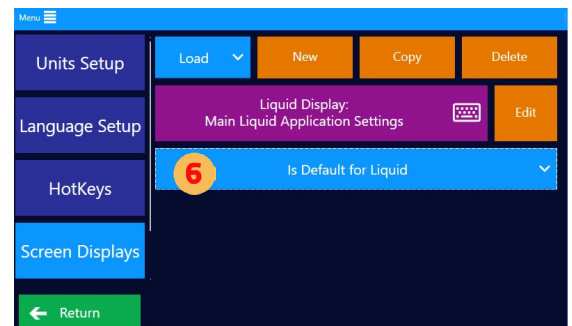 Menu
Units Setup
Load
New
Copy
Delete
Language Setup
Liquid Display:
Main Liquid Application Settings
Edit
HotKeys
6
Is Default for Liquid
Screen Displays
Return